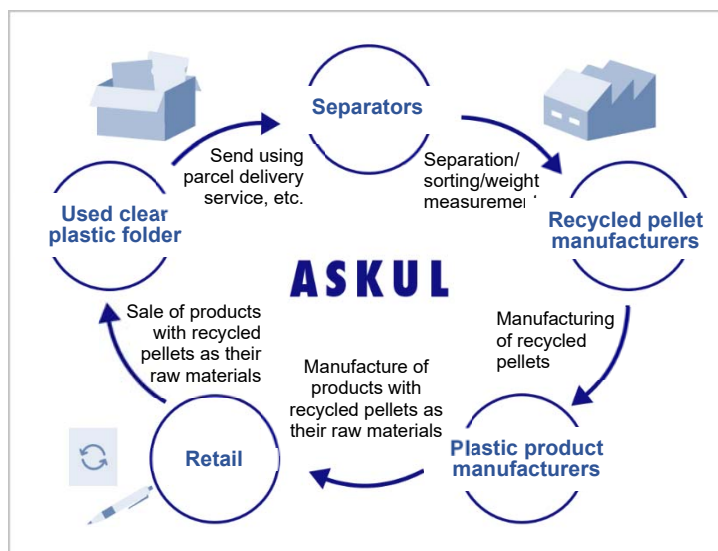 Separators
Send using
parcel delivery
service, etc.
Separation/
sorting/weight
measurement
Used clear
plastic folder
Recycled pellet
manufacturers
ASKUL
Sale of products
with recycled
pellets as their
raw materials
Manufacturing
of recycled
pellets
Manufacture of
products with
recycled pellets as
their raw materials
Retail
Plastic product
manufacturers